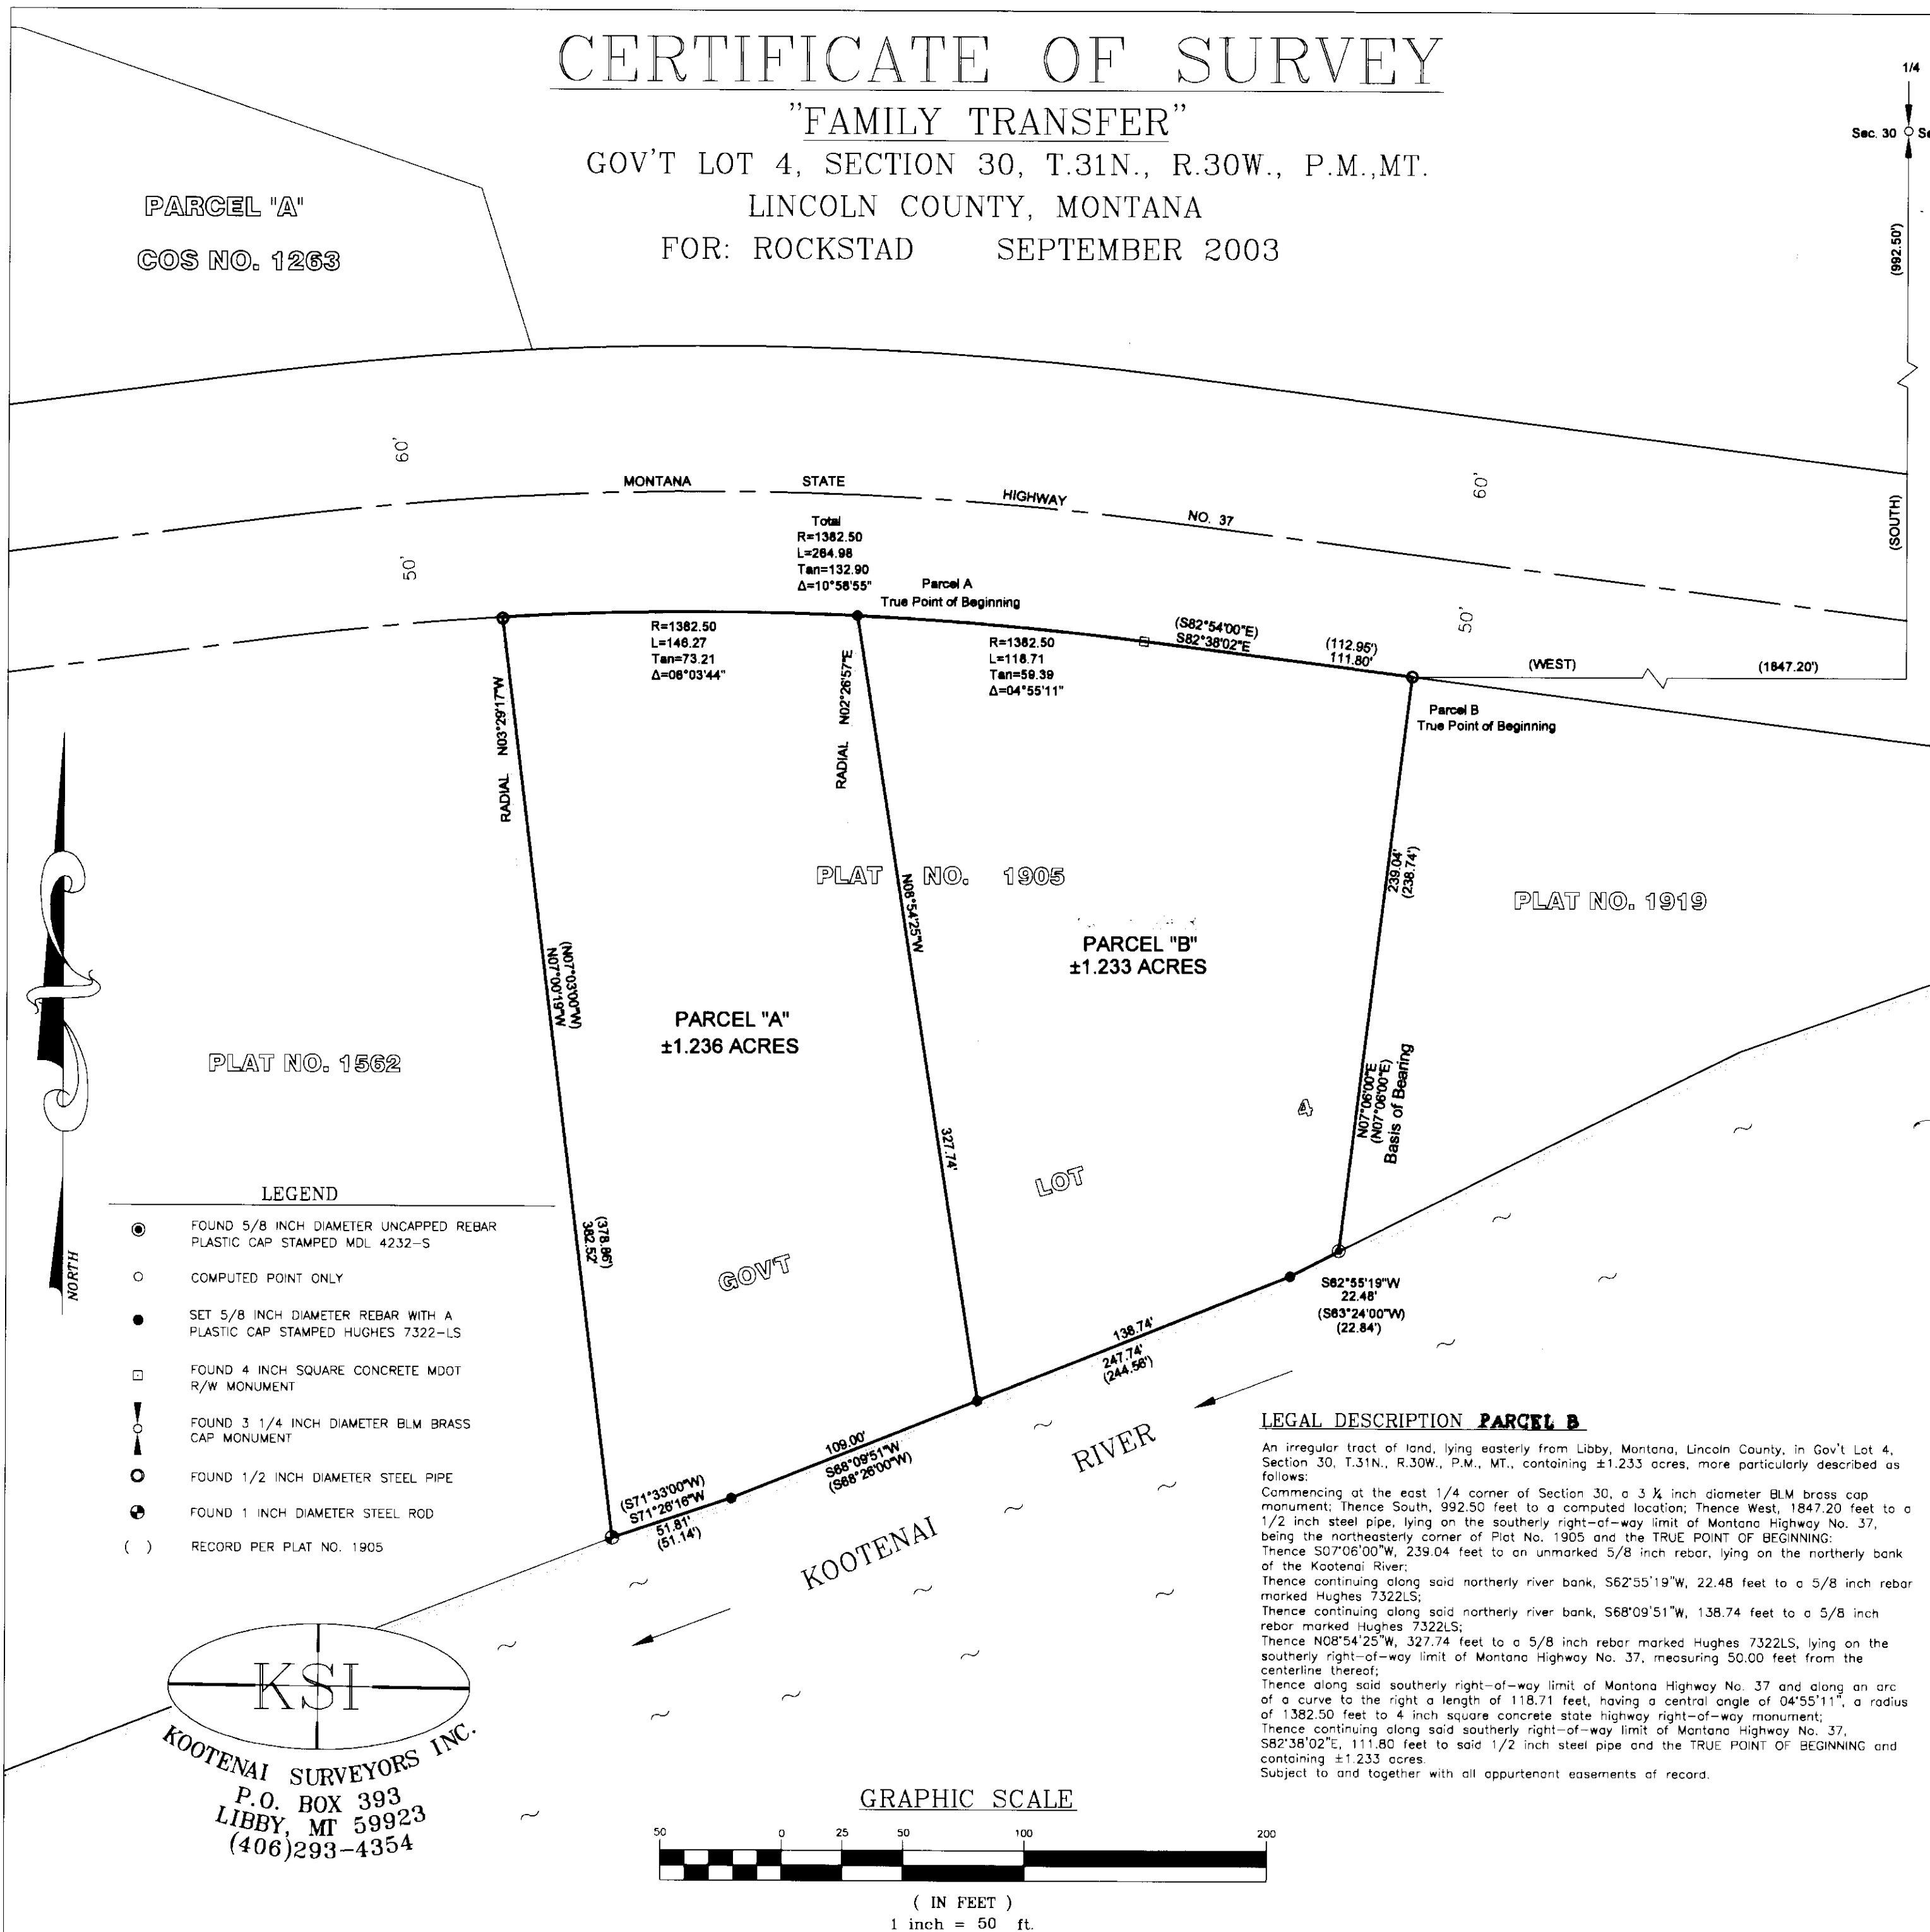 CERTIFICATE OF SURVEY
"FAMILY TRANSFER"
GOV'T LOT 4, SECTION 30, T.31N., R.30W., P.M.,MT.
LINCOLN COUNTY, MONTANA
FOR: ROCKSTAD SEPTEMBER 2003
1/4
Sec. 30
(992.50')
(SOUTH)
PARCEL "A"
COS NO. 1263
60'
60'
MONTANA STATE HIGHWAY NO. 37
50'
50'
Total
R=1382.50
L=264.98
Tan=132.90
Δ=10°58'55"
Parcel A
True Point of Beginning
R=1382.50
L=146.27
Tan=73.21
Δ=06°03'44"
R=1382.50
L=118.71
Tan=59.39
Δ=04°55'11"
(S82°54'00"E)
S82°38'02"E
(112.95')
111.80'
(WEST)
(1847.20')
Parcel B
True Point of Beginning
RADIAL N03°29'17"W
RADIAL N02°26'57"E
PLAT NO. 1905
N08°54'25"W
327.74'
239.04'
(238.74')
PLAT NO. 1919
PARCEL "B"
±1.233 ACRES
PARCEL "A"
±1.236 ACRES
(N07°03'00"W)
N07°00'19"W
(378.86')
382.52'
PLAT NO. 1562
N07°06'00"E
(N07°06'00"E)
Basis of Bearing
GOV'T LOT 4
NORTH
LEGEND
FOUND 5/8 INCH DIAMETER UNCAPPED REBAR
PLASTIC CAP STAMPED MDL 4232-S
COMPUTED POINT ONLY
SET 5/8 INCH DIAMETER REBAR WITH A
PLASTIC CAP STAMPED HUGHES 7322-LS
FOUND 4 INCH SQUARE CONCRETE MDOT
R/W MONUMENT
FOUND 3 1/4 INCH DIAMETER BLM BRASS
CAP MONUMENT
FOUND 1/2 INCH DIAMETER STEEL PIPE
FOUND 1 INCH DIAMETER STEEL ROD
( ) RECORD PER PLAT NO. 1905
S62°55'19"W
22.48'
(S63°24'00"W)
(22.84')
138.74'
247.74'
(244.56')
109.00'
S68°09'51"W
(S68°26'00"W)
(S71°33'00"W)
S71°26'16"W
51.81'
(51.14')
KOOTENAI RIVER
LEGAL DESCRIPTION PARCEL B
An irregular tract of land, lying easterly from Libby, Montana, Lincoln County, in Gov't Lot 4,
Section 30, T.31N., R.30W., P.M., MT., containing ±1.233 acres, more particularly described as
follows:
Commencing at the east 1/4 corner of Section 30, a 3 ¼ inch diameter BLM brass cap
monument; Thence South, 992.50 feet to a computed location; Thence West, 1847.20 feet to a
1/2 inch steel pipe, lying on the southerly right-of-way limit of Montana Highway No. 37,
being the northeasterly corner of Plat No. 1905 and the TRUE POINT OF BEGINNING:
Thence S07°06'00"W, 239.04 feet to an unmarked 5/8 inch rebar, lying on the northerly bank
of the Kootenai River;
Thence continuing along said northerly river bank, S62°55'19"W, 22.48 feet to a 5/8 inch rebar
marked Hughes 7322LS;
Thence continuing along said northerly river bank, S68°09'51"W, 138.74 feet to a 5/8 inch
rebar marked Hughes 7322LS;
Thence N08°54'25"W, 327.74 feet to a 5/8 inch rebar marked Hughes 7322LS, lying on the
southerly right-of-way limit of Montana Highway No. 37, measuring 50.00 feet from the
centerline thereof;
Thence along said southerly right-of-way limit of Montana Highway No. 37 and along an arc
of a curve to the right a length of 118.71 feet, having a central angle of 04°55'11", a radius
of 1382.50 feet to 4 inch square concrete state highway right-of-way monument;
Thence continuing along said southerly right-of-way limit of Montana Highway No. 37,
S82°38'02"E, 111.80 feet to said 1/2 inch steel pipe and the TRUE POINT OF BEGINNING and
containing ±1.233 acres.
Subject to and together with all appurtenant easements of record.
KSI
KOOTENAI SURVEYORS INC.
P.O. BOX 393
LIBBY, MT 59923
(406)293-4354
GRAPHIC SCALE
50 0 25 50 100 200
( IN FEET )
1 inch = 50 ft.